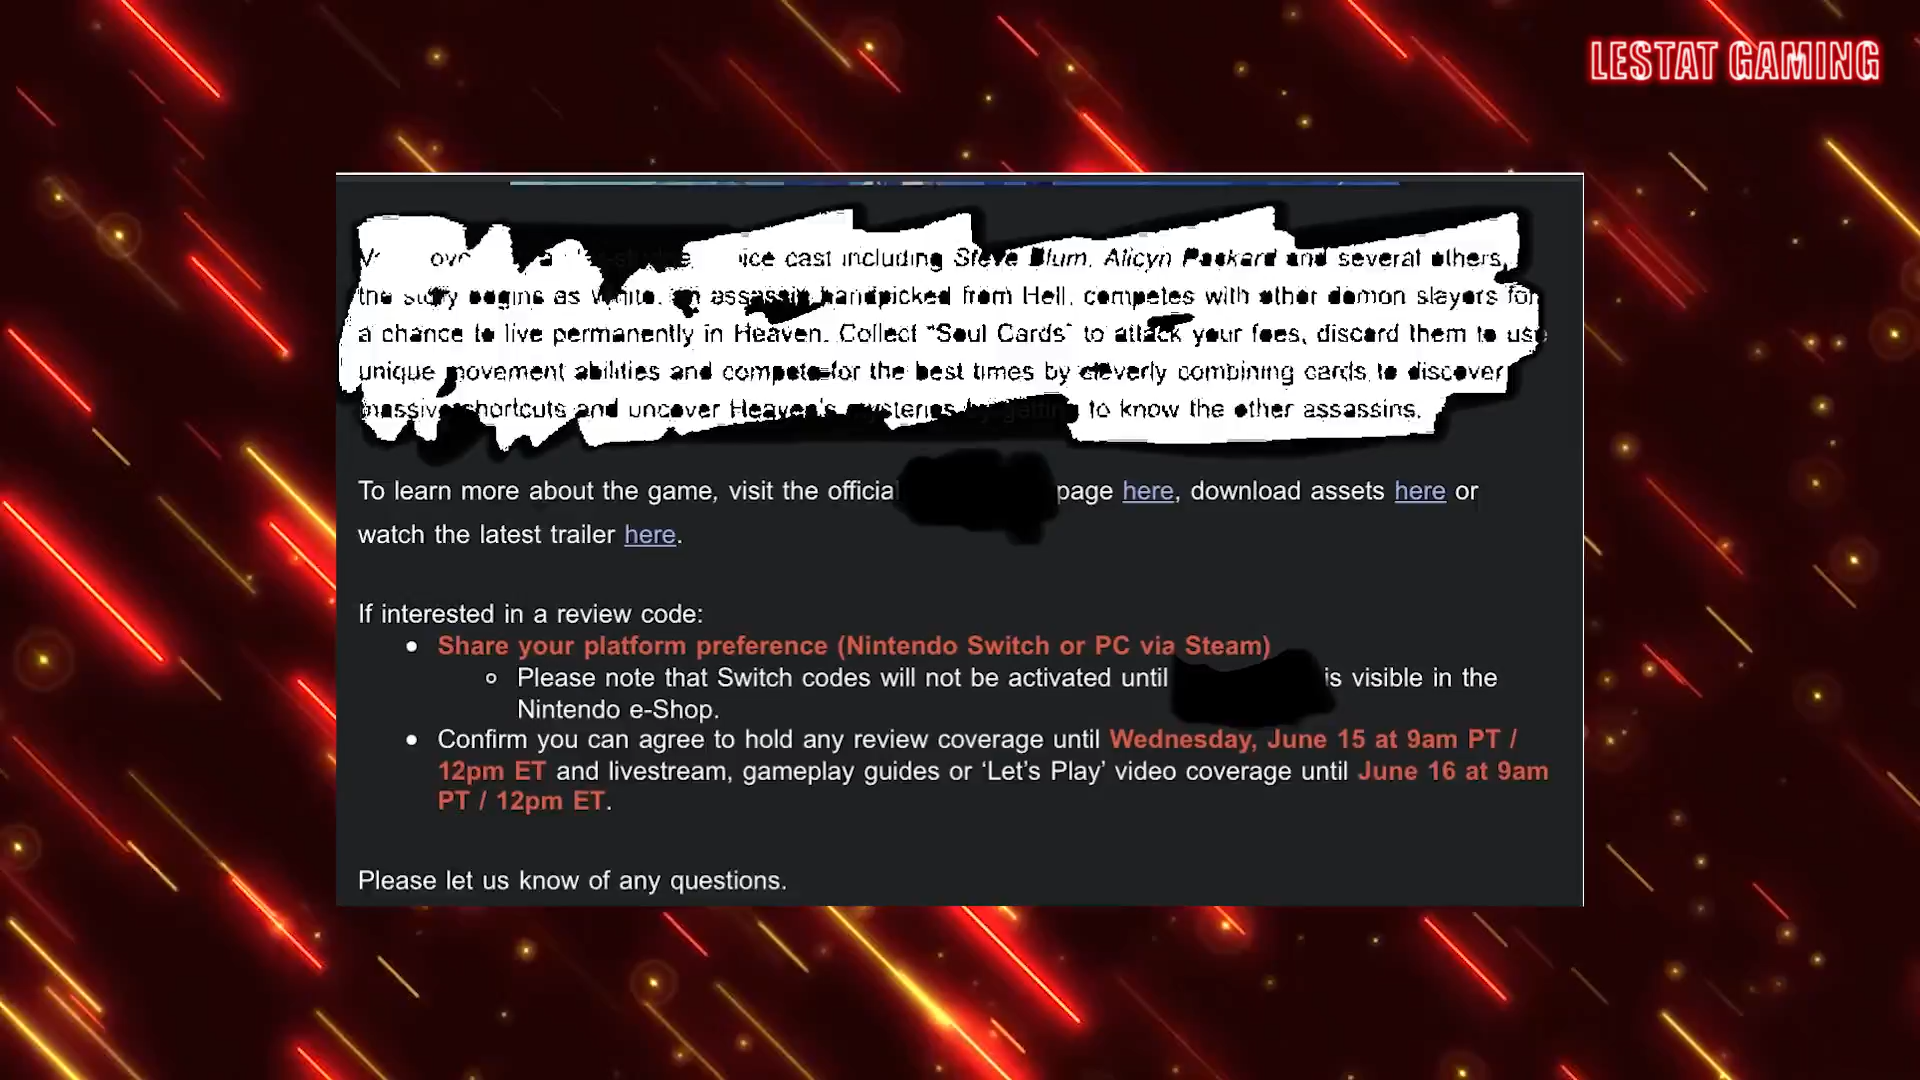 LESTAT GAMING
ice cast including Steve Blum, Alicyn Packard and several others,
the story begins as White, an assassin handpicked from Hell, competes with other demon slayers for
a chance to live permanently in Heaven. Collect "Soul Cards" to attack your foes, discard them to use
unique movement abilities and compete for the best times by cleverly combining cards to discover
massive shortcuts and uncover Heaven's mysteries by getting to know the other assassins.
To learn more about the game, visit the official page here, download assets here or
watch the latest trailer here.
If interested in a review code:
• Share your platform preference (Nintendo Switch or PC via Steam)
o Please note that Switch codes will not be activated until is visible in the
Nintendo e-Shop.
• Confirm you can agree to hold any review coverage until Wednesday, June 15 at 9am PT /
12pm ET and livestream, gameplay guides or ‘Let’s Play’ video coverage until June 16 at 9am
PT / 12pm ET.
Please let us know of any questions.